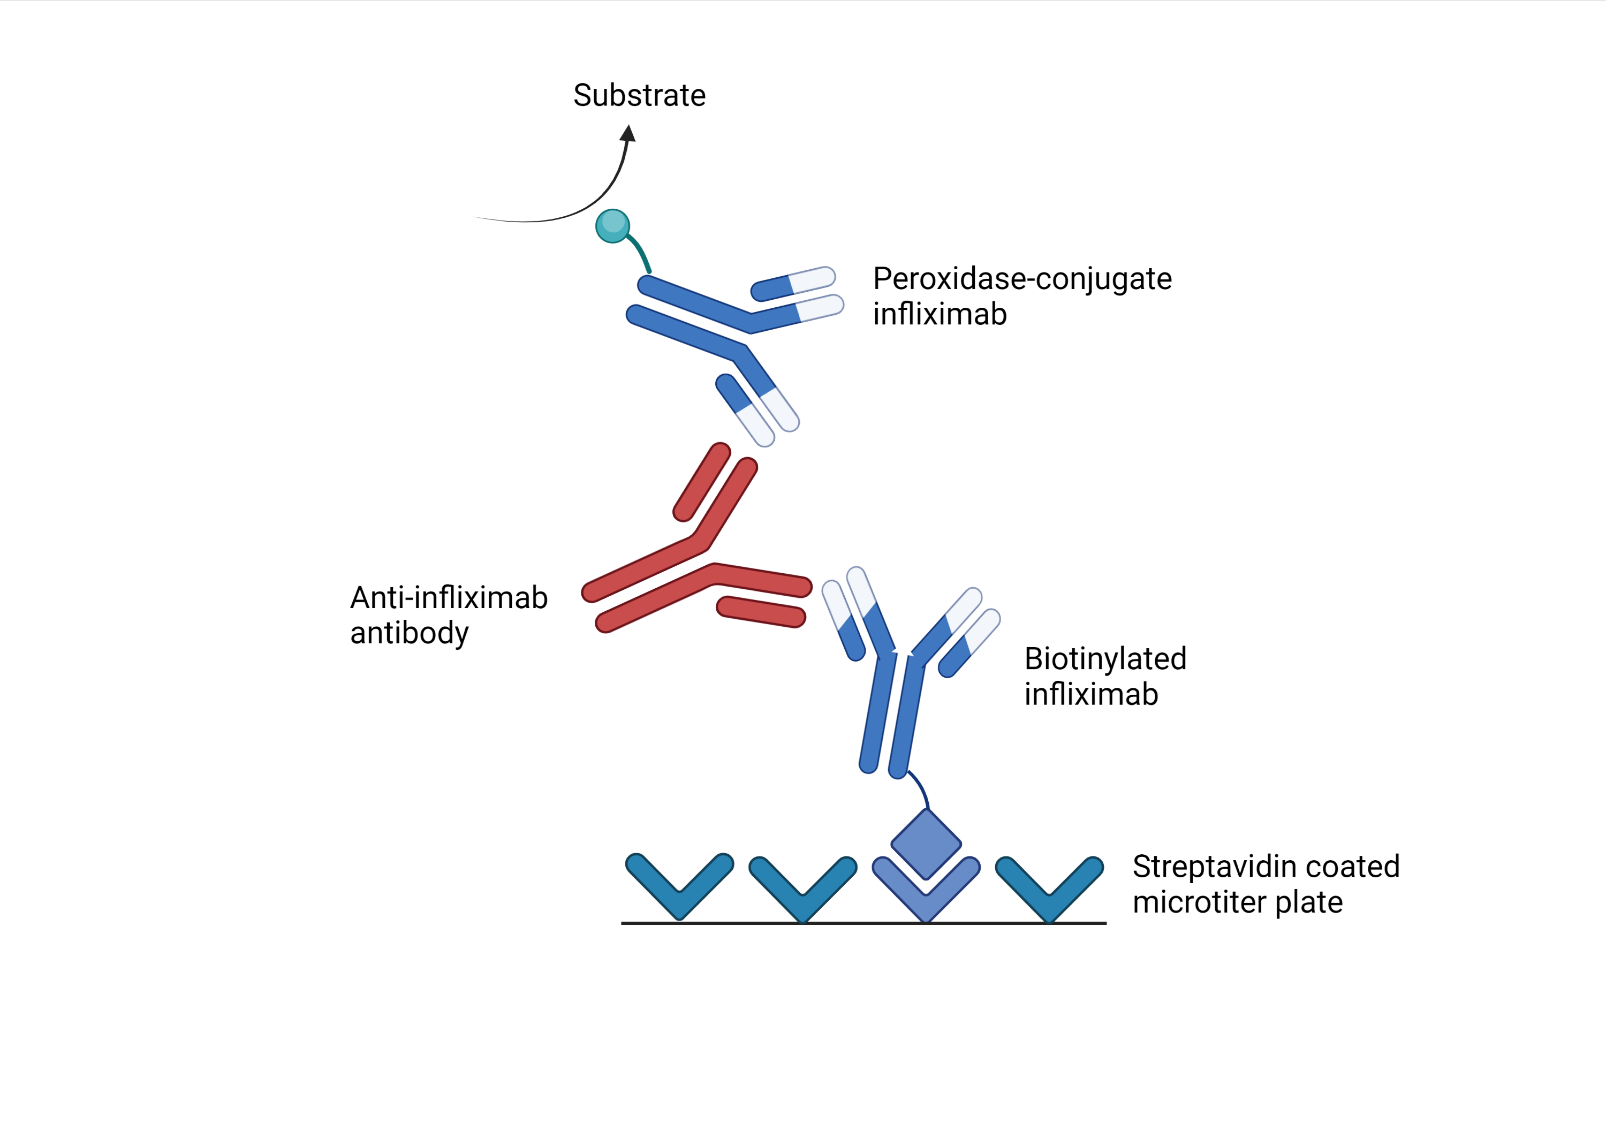 Substrate
Peroxidase-conjugate
infliximab
Anti-infliximab
antibody
Biotinylated
infliximab
Streptavidin coated
microtiter plate